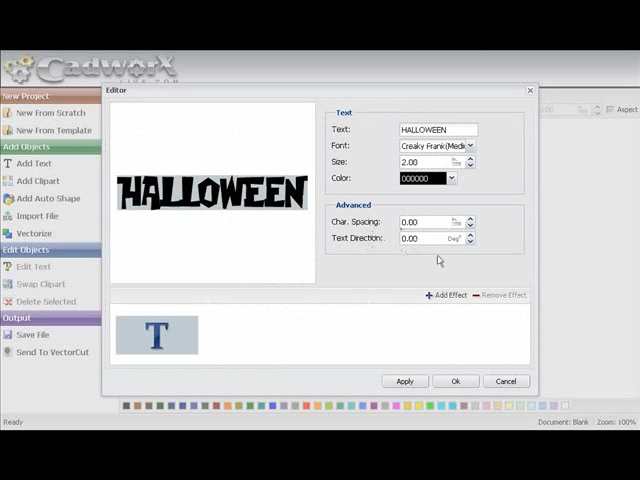 CadworX
LIVE.COM
Editor
New Project
New From Scratch
New From Template
Add Objects
Add Text
Add Clipart
Add Auto Shape
Import File
Vectorize
Edit Objects
Edit Text
Swap Clipart
Delete Selected
Output
Save File
Send To VectorCut
HALLOWEEN
Text
Text: HALLOWEEN
Font: Creaky Frank(Medi
Size: 2.00
Color: 000000
Advanced
Char. Spacing: 0.00
Text Direction: 0.00 Deg°
Add Effect Remove Effect
T
Apply Ok Cancel
Aspect
Ready
Document: Blank Zoom: 100%